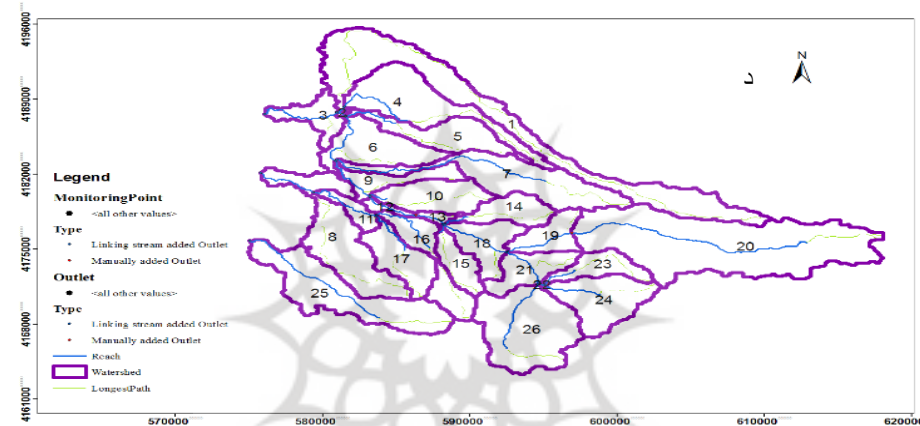 4196000
4189000
4182000
4175000
4168000
4161000
N
د
1
2
3
4
5
6
7
8
9
10
11
12
13
14
15
16
17
18
19
20
21
22
23
24
25
26
Legend
MonitoringPoint
<all other values>
Type
Linking stream added Outlet
Manually added Outlet
Outlet
<all other values>
Type
Linking stream added Outlet
Manually added Outlet
Reach
Watershed
LongestPath
570000 580000 590000 600000 610000 620000